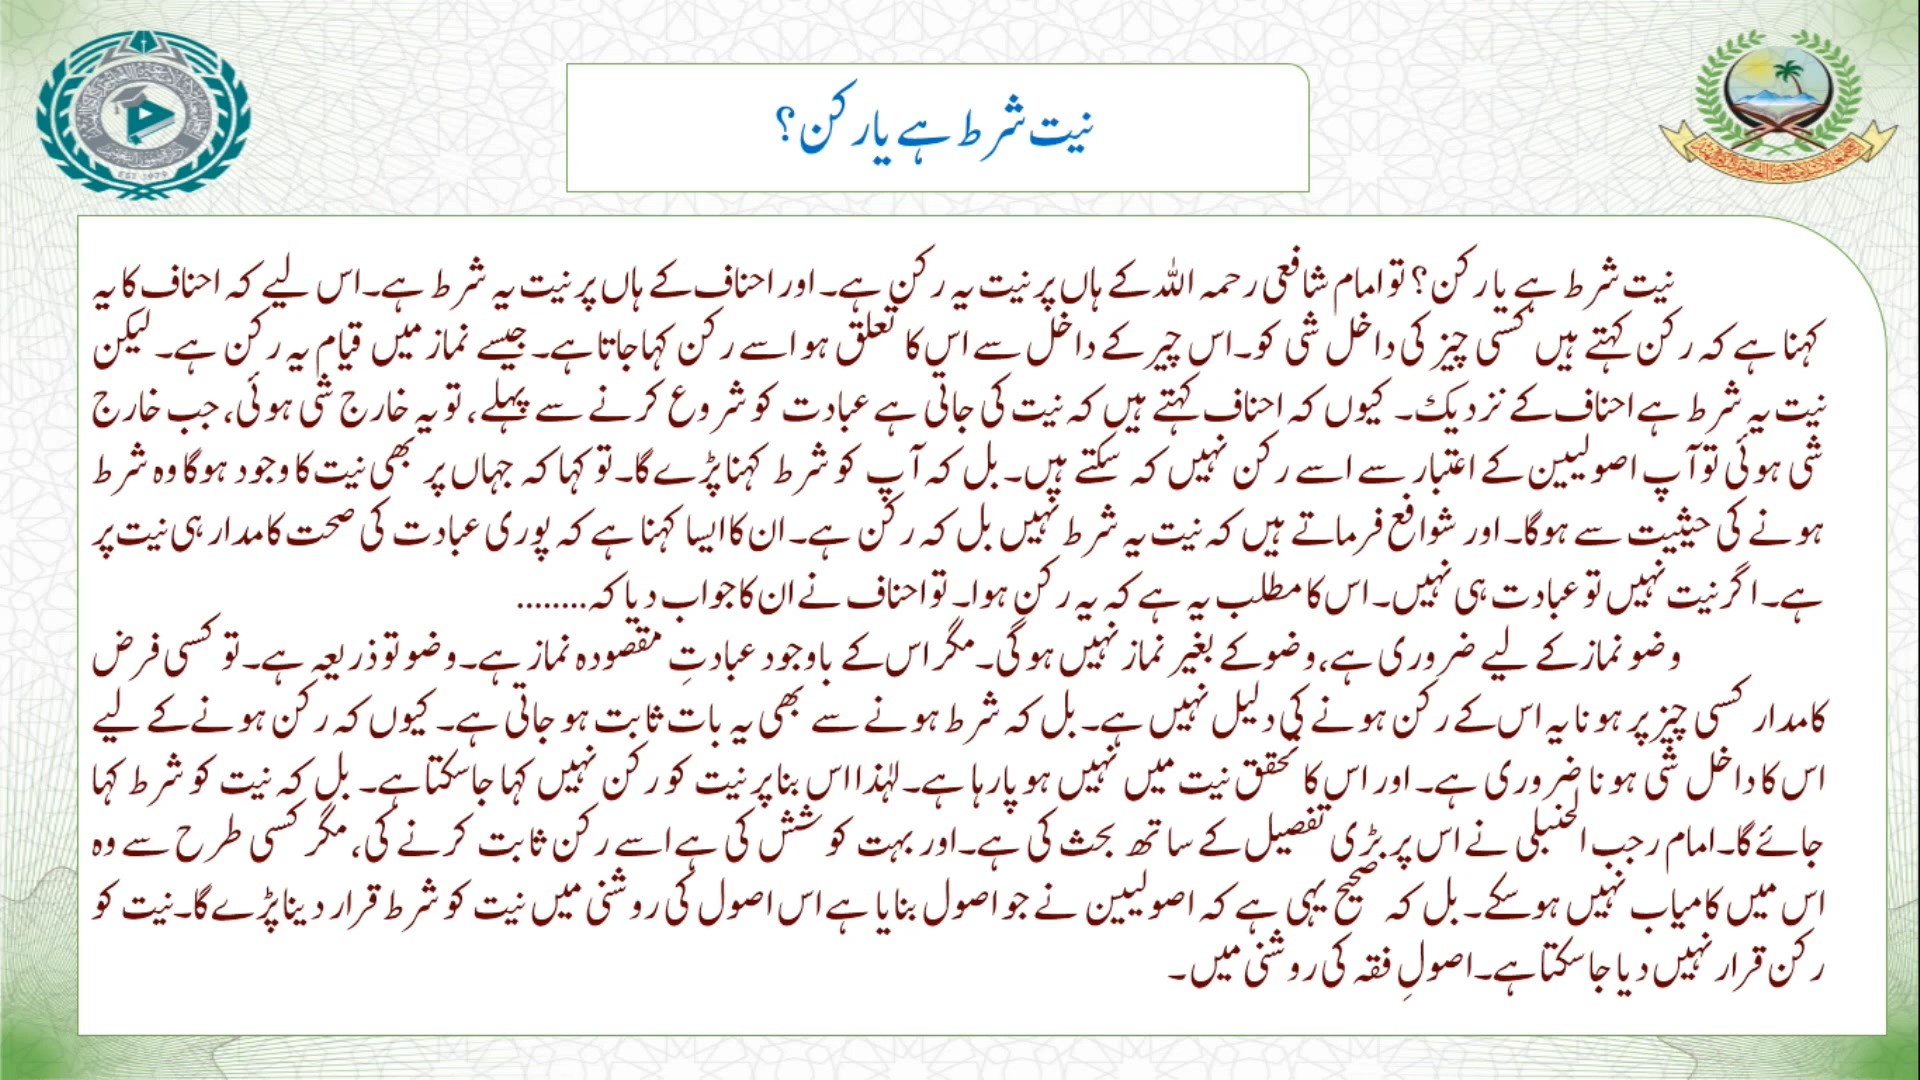 نیت شرط ہے یا رکن؟
نیت شرط ہے یا رکن؟ تو امام شافعی رحمہ اللہ کے ہاں پر نیت یہ رکن ہے۔ اور احناف کے ہاں پر نیت یہ شرط ہے۔ اس لیے کہ احناف کا یہ
کہنا ہے کہ رکن کہتے ہیں کسی چیز کی داخل شی کو۔ اس چیر کے داخل سے اس کا تعلق ہو اسے رکن کہا جاتا ہے۔ جیسے نماز میں قیام یہ رکن ہے۔ لیکن
نیت یہ شرط ہے احناف کے نزدیک۔ کیوں کہ احناف کہتے ہیں کہ نیت کی جاتی ہے عبادت کو شروع کرنے سے پہلے، تو یہ خارج شی ہوئی، جب خارج
شی ہوئی تو آپ اصولیین کے اعتبار سے اسے رکن نہیں کہ سکتے ہیں۔ بل کہ آپ کو شرط کہنا پڑے گا۔ تو کہا کہ جہاں پر بھی نیت کا وجود ہوگا وہ شرط
ہونے کی حیثیت سے ہوگا۔ اور شوافع فرماتے ہیں کہ نیت یہ شرط نہیں بل کہ رکن ہے۔ ان کا ایسا کہنا ہے کہ پوری عبادت کی صحت کا مدار ہی نیت پر
ہے۔ اگر نیت نہیں تو عبادت ہی نہیں۔ اس کا مطلب یہ ہے کہ یہ رکن ہوا۔ تو احناف نے ان کا جواب دیا کہ........
وضو نماز کے لیے ضروری ہے، وضو کے بغیر نماز نہیں ہوگی۔ مگر اس کے باوجود عبادتِ مقصودہ نماز ہے۔ وضو تو ذریعہ ہے۔ تو کسی فرض
کا مدار کسی چیز پر ہونا یہ اس کے رکن ہونے کی دلیل نہیں ہے۔ بل کہ شرط ہونے سے بھی یہ بات ثابت ہو جاتی ہے۔ کیوں کہ رکن ہونے کے لیے
اس کا داخل شی ہونا ضروری ہے۔ اور اس کا تحقق نیت میں نہیں ہو پا رہا ہے۔ لہٰذا اس بنا پر نیت کو رکن نہیں کہا جاسکتا ہے۔ بل کہ نیت کو شرط کہا
جائے گا۔ امام رجب الحنبلی نے اس پر بڑی تفصیل کے ساتھ بحث کی ہے۔ اور بہت کوشش کی ہے اسے رکن ثابت کرنے کی، مگر کسی طرح سے وہ
اس میں کامیاب نہیں ہوسکے۔ بل کہ صحیح یہی ہے کہ اصولیین نے جو اصول بنایا ہے اس اصول کی روشنی میں نیت کو شرط قرار دینا پڑے گا۔ نیت کو
رکن قرار نہیں دیا جاسکتا ہے۔ اصولِ فقہ کی روشنی میں۔
EST 1979